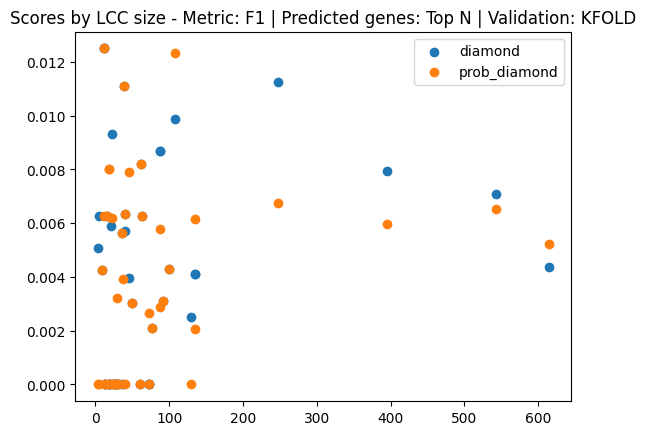 Scores by LCC size - Metric: F1 | Predicted genes: Top N | Validation: KFOLD
diamond
prob_diamond
0.012
0.010
0.008
0.006
0.004
0.002
0.000
0 100 200 300 400 500 600